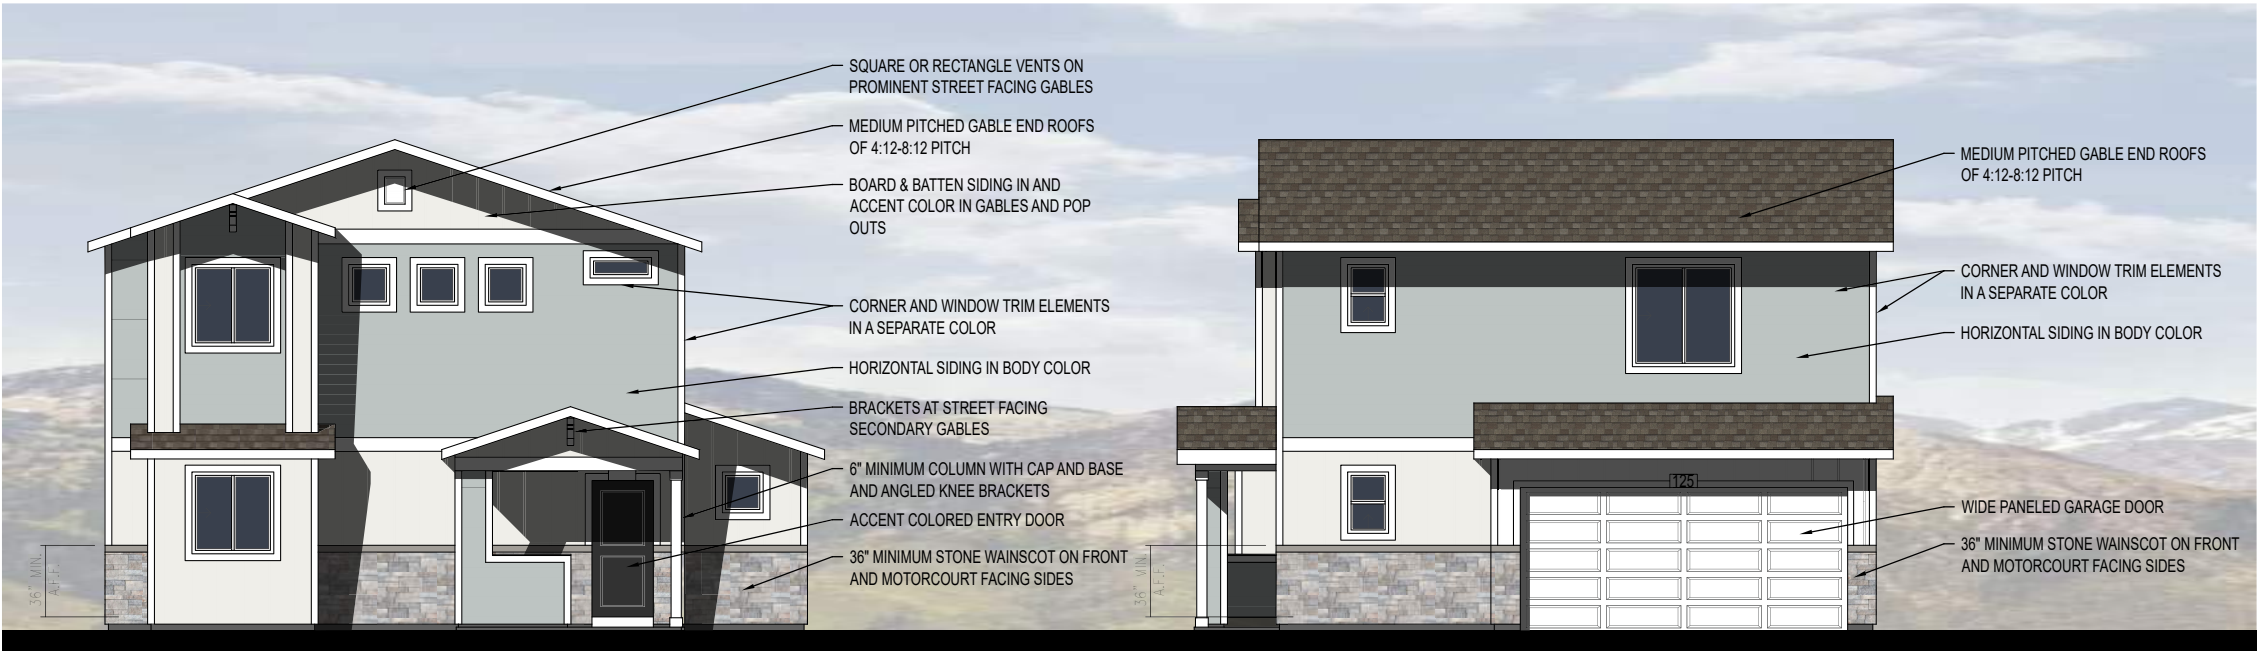 SQUARE OR RECTANGLE VENTS ON
PROMINENT STREET FACING GABLES
MEDIUM PITCHED GABLE END ROOFS
OF 4:12-8:12 PITCH
BOARD & BATTEN SIDING IN AND
ACCENT COLOR IN GABLES AND POP
OUTS
CORNER AND WINDOW TRIM ELEMENTS
IN A SEPARATE COLOR
HORIZONTAL SIDING IN BODY COLOR
BRACKETS AT STREET FACING
SECONDARY GABLES
6" MINIMUM COLUMN WITH CAP AND BASE
AND ANGLED KNEE BRACKETS
ACCENT COLORED ENTRY DOOR
36" MINIMUM STONE WAINSCOT ON FRONT
AND MOTORCOURT FACING SIDES
36" MIN.
A.F.F.
MEDIUM PITCHED GABLE END ROOFS
OF 4:12-8:12 PITCH
CORNER AND WINDOW TRIM ELEMENTS
IN A SEPARATE COLOR
HORIZONTAL SIDING IN BODY COLOR
125
WIDE PANELED GARAGE DOOR
36" MINIMUM STONE WAINSCOT ON FRONT
AND MOTORCOURT FACING SIDES
36" MIN.
A.F.F.